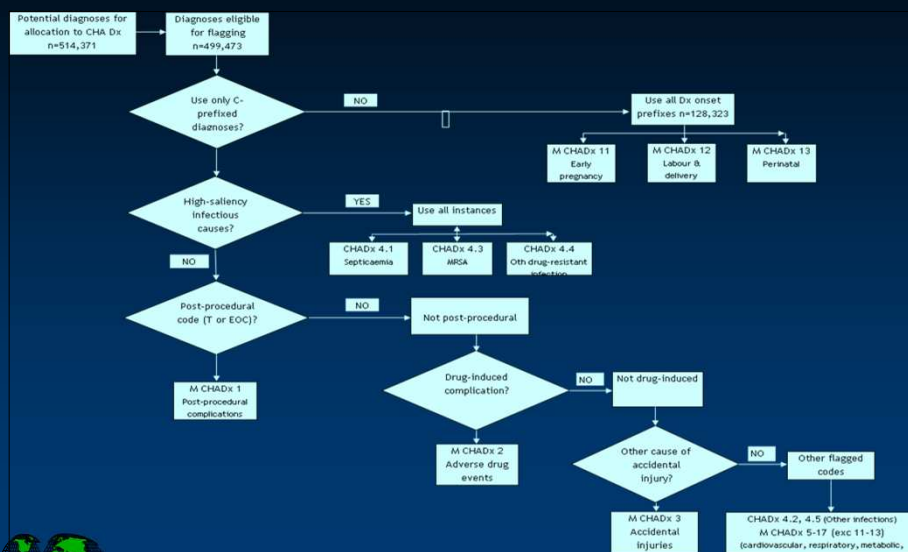 Potential diagnoses for
allocation to CHA Dx
n=514,371
Diagnoses eligible
for flagging
n=499,473
Use only C-
prefixed
diagnoses?
NO
Use all Dx onset
prefixes n=128,323
M CHADx 11
Early
pregnancy
M CHADx 12
Labour &
delivery
M CHADx 13
Perinatal
High-saliency
infectious
causes?
YES
Use all instances
CHADx 4.1
Septicaemia
CHADx 4.3
MRSA
CHADx 4.4
Oth drug-resistant
infection
NO
Post-procedural
code (T or EOC)?
NO
Not post-procedural
M CHADx 1
Post-procedural
complications
Drug-induced
complication?
NO
Not drug-induced
M CHADx 2
Adverse drug
events
Other cause of
accidental
injury?
NO
Other flagged
codes
M CHADx 3
Accidental
injuries
CHADx 4.2, 4.5 (Other infections)
M CHADx 5-17 (exc 11-13)
(cardiovascular, respiratory, metabolic,